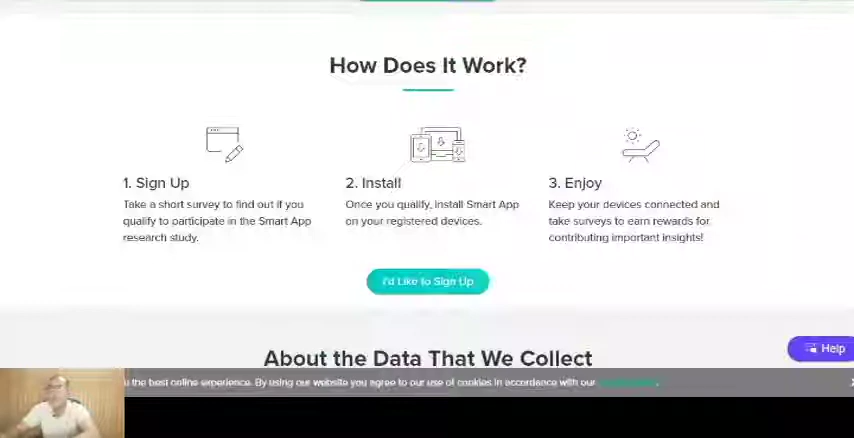 How Does It Work?
1. Sign Up
Take a short survey to find out if you
qualify to participate in the Smart App
research study.
2. Install
Once you qualify, install Smart App
on your registered devices.
3. Enjoy
Keep your devices connected and
take surveys to earn rewards for
contributing important insights!
I'd Like to Sign Up
About the Data That We Collect
Help
the best online experience. By using our website you agree to our use of cookies in accordance with our